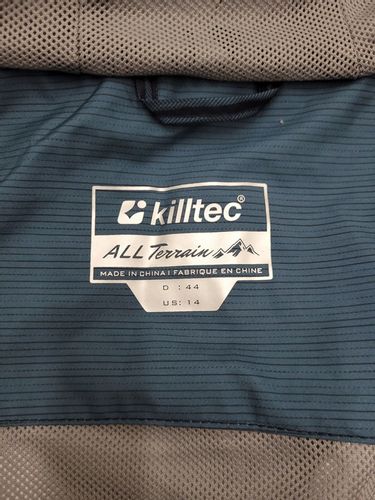 killtec®
ALL Terrain
MADE IN CHINA | FABRIQUE EN CHINE
D : 44
US: 14